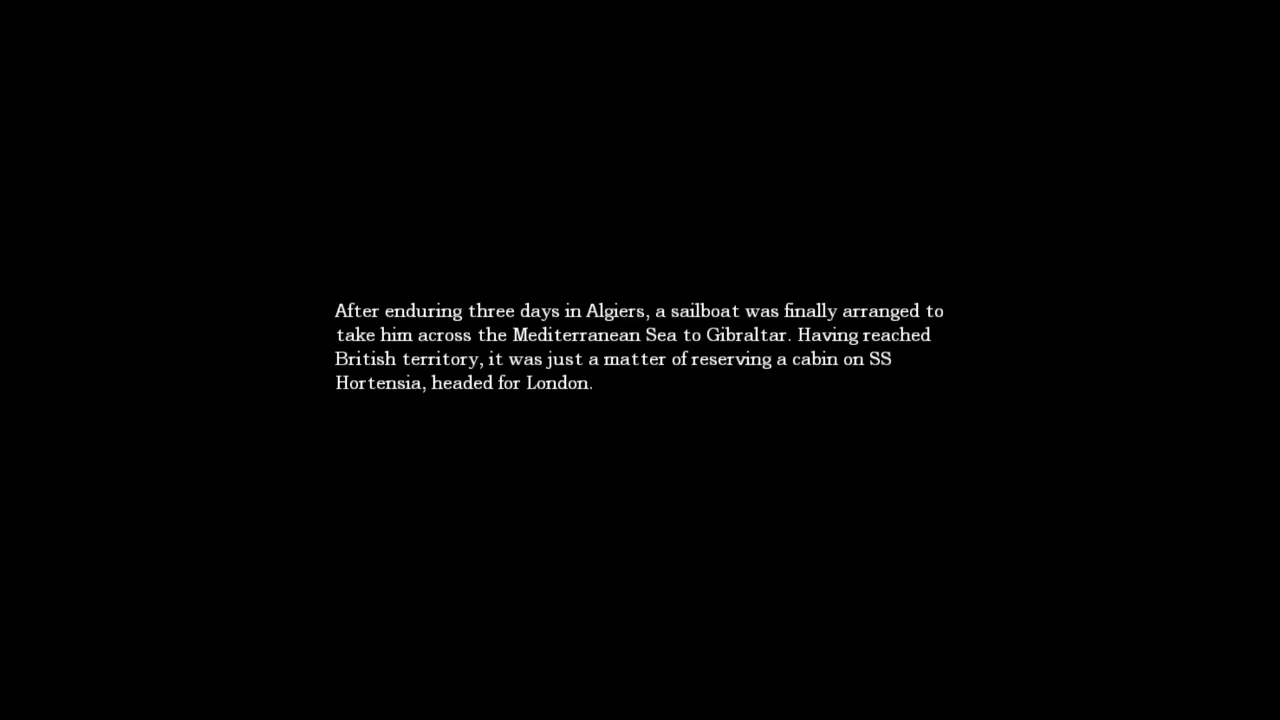 After enduring three days in Algiers, a sailboat was finally arranged to
take him across the Mediterranean Sea to Gibraltar. Having reached
British territory, it was just a matter of reserving a cabin on SS
Hortensia, headed for London.